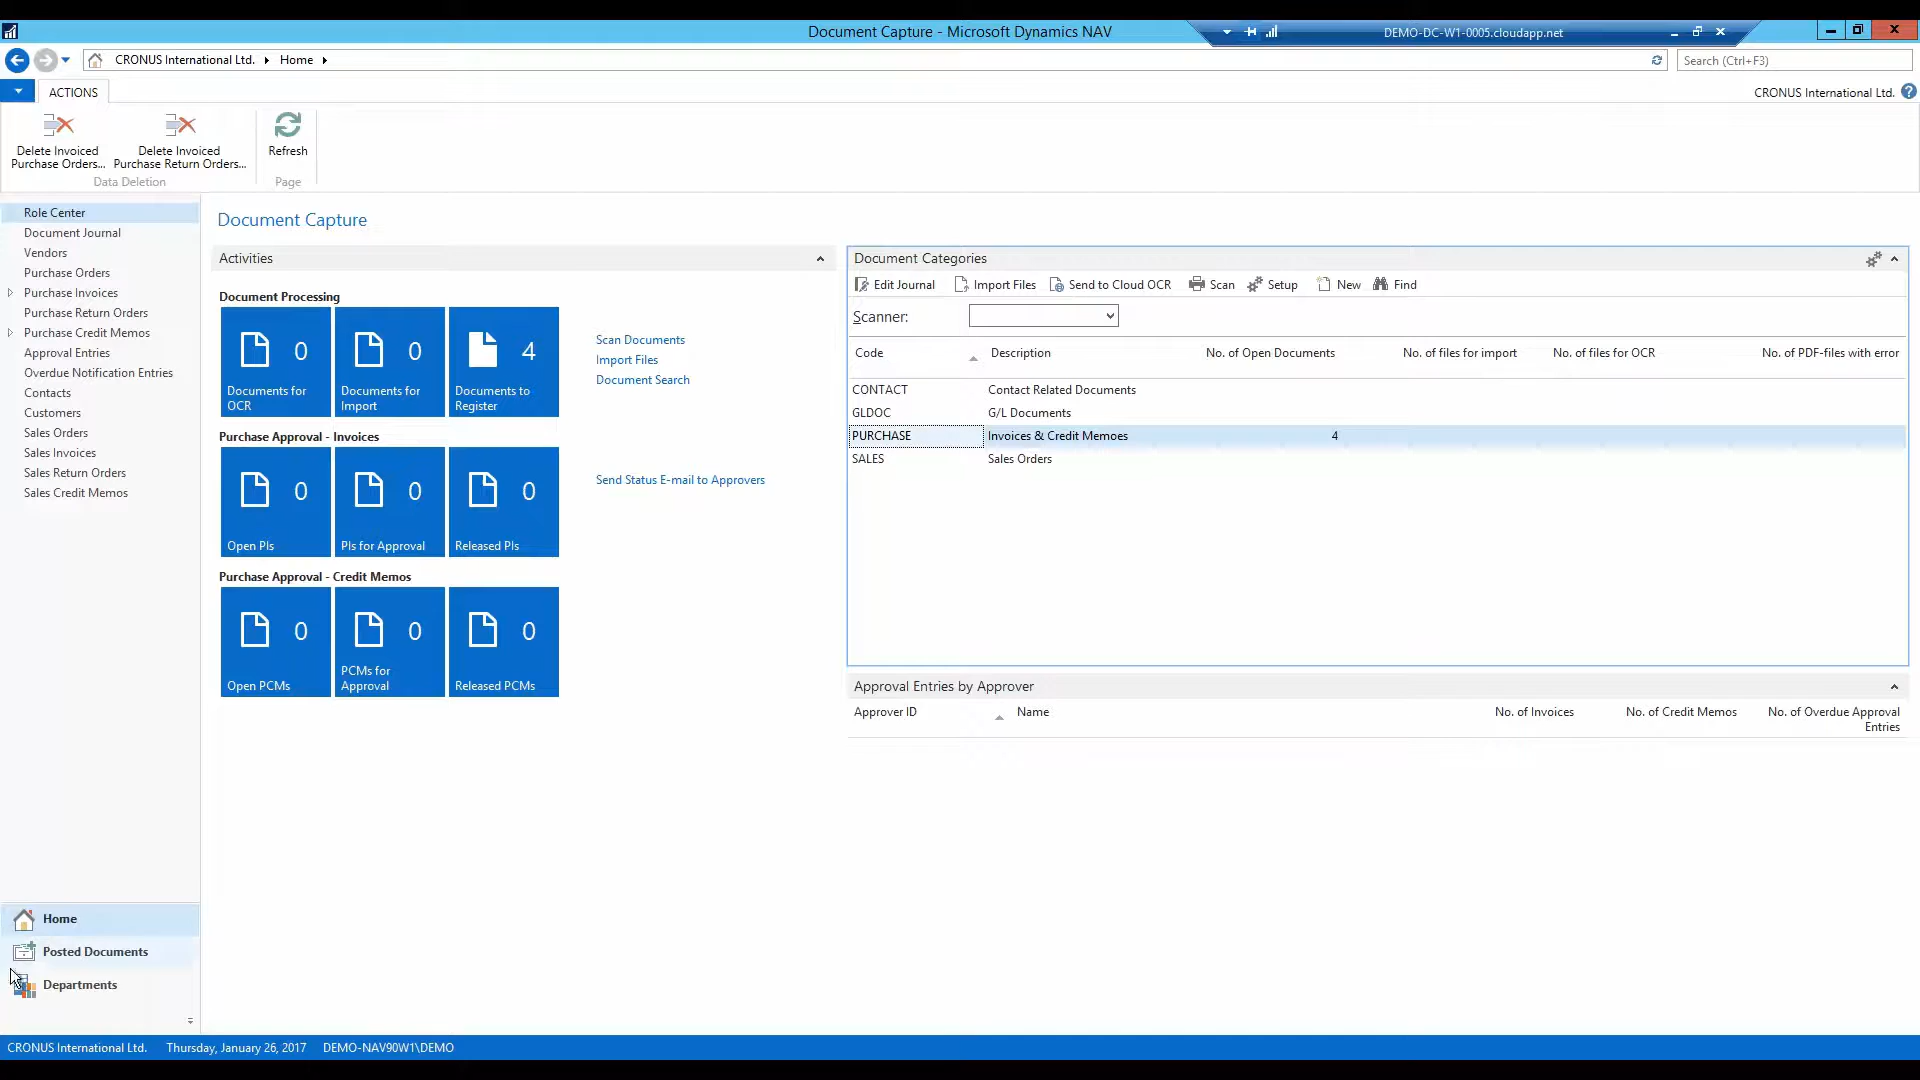 Document Capture - Microsoft Dynamics NAV
DEMO-DC-W1-0005.cloudapp.net
CRONUS International Ltd.
Home
Search (Ctrl+F3)
ACTIONS
CRONUS International Ltd.
Delete Invoiced
Purchase Orders...
Delete Invoiced
Purchase Return Orders...
Refresh
Data Deletion
Page
Role Center
Document Journal
Vendors
Purchase Orders
Purchase Invoices
Purchase Return Orders
Purchase Credit Memos
Approval Entries
Overdue Notification Entries
Contacts
Customers
Sales Orders
Sales Invoices
Sales Return Orders
Sales Credit Memos
Home
Posted Documents
Departments
Document Capture
Activities
Document Processing
0
Documents for
OCR
0
Documents for
Import
4
Documents to
Register
Scan Documents
Import Files
Document Search
Purchase Approval - Invoices
0
Open PIs
0
PIs for Approval
0
Released PIs
Send Status E-mail to Approvers
Purchase Approval - Credit Memos
0
Open PCMs
0
PCMs for
Approval
0
Released PCMs
Document Categories
Edit Journal
Import Files
Send to Cloud OCR
Scan
Setup
New
Find
Scanner:
Code Description No. of Open Documents No. of files for import No. of files for OCR No. of PDF-files with error
CONTACT Contact Related Documents
GLDOC G/L Documents
PURCHASE Invoices & Credit Memoes 4
SALES Sales Orders
Approval Entries by Approver
Approver ID Name No. of Invoices No. of Credit Memos No. of Overdue Approval
Entries
CRONUS International Ltd. Thursday, January 26, 2017 DEMO-NAV90W1\DEMO